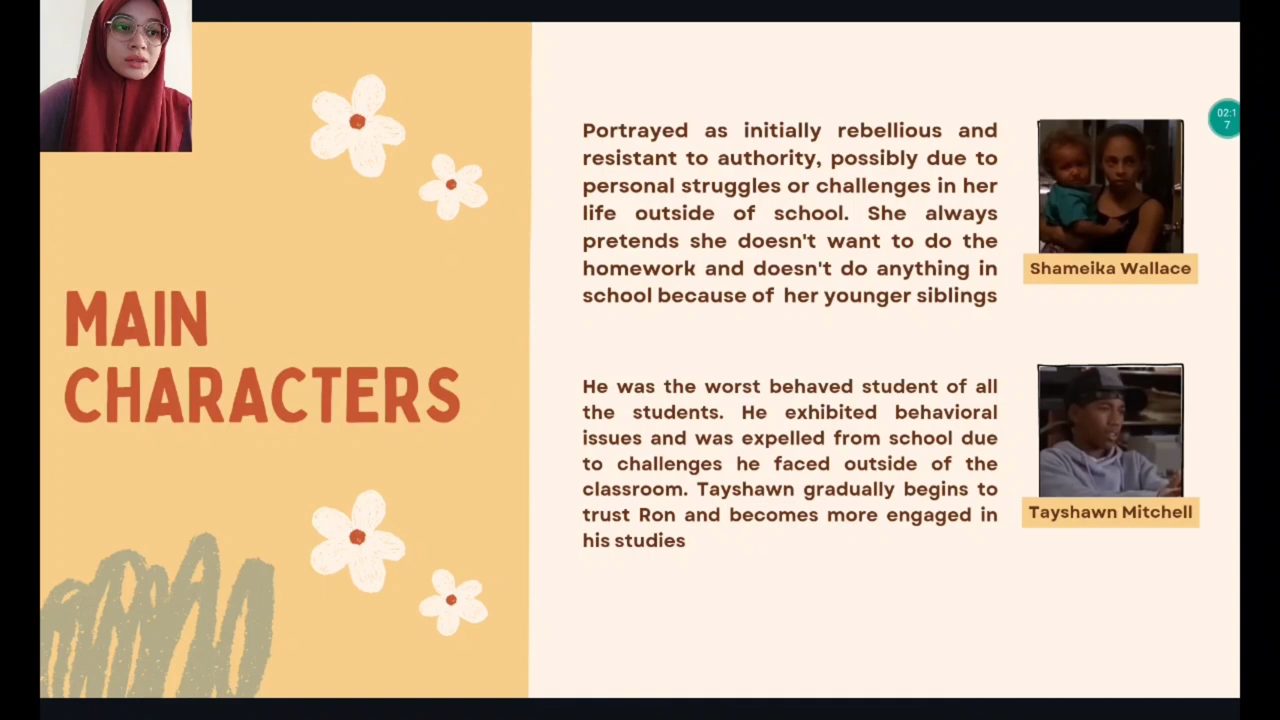 MAIN
CHARACTERS
Portrayed as initially rebellious and
resistant to authority, possibly due to
personal struggles or challenges in her
life outside of school. She always
pretends she doesn't want to do the
homework and doesn't do anything in
school because of her younger siblings
Shameika Wallace
He was the worst behaved student of all
the students. He exhibited behavioral
issues and was expelled from school due
to challenges he faced outside of the
classroom. Tayshawn gradually begins to
trust Ron and becomes more engaged in
his studies
Tayshawn Mitchell
02:1
7